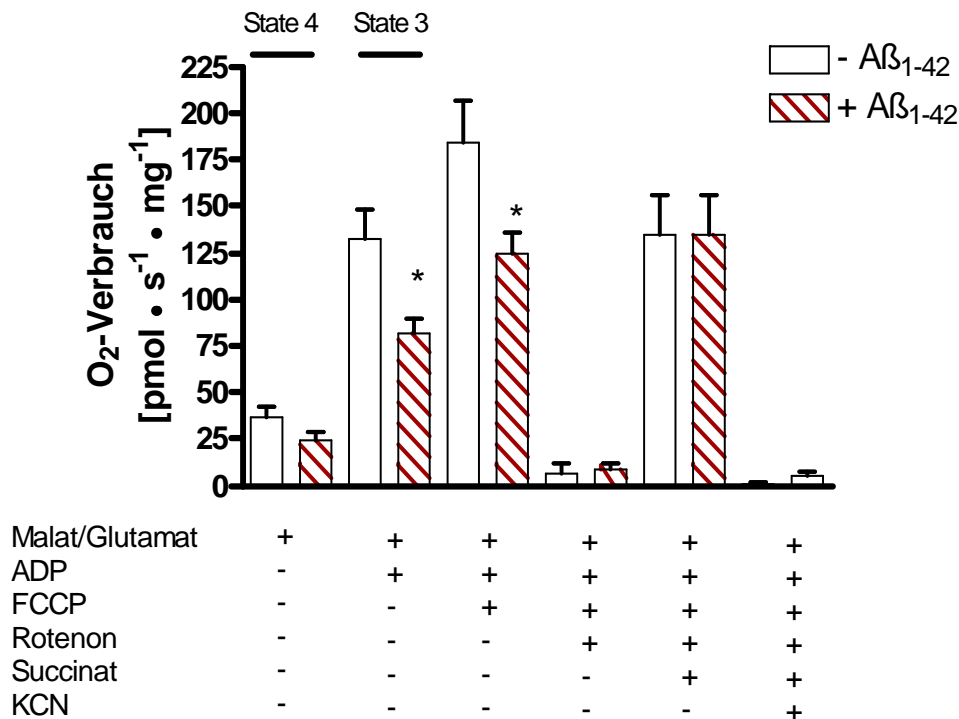 State 4 State 3
- Aß1-42
+ Aß1-42
O2-Verbrauch
[pmol • s-1 • mg-1]
225
200
175
150
125
100
75
50
25
0
*
*
Malat/Glutamat + + + + + +
ADP - + + + + +
FCCP - - + + + +
Rotenon - - - + + +
Succinat - - - - + +
KCN - - - - - +